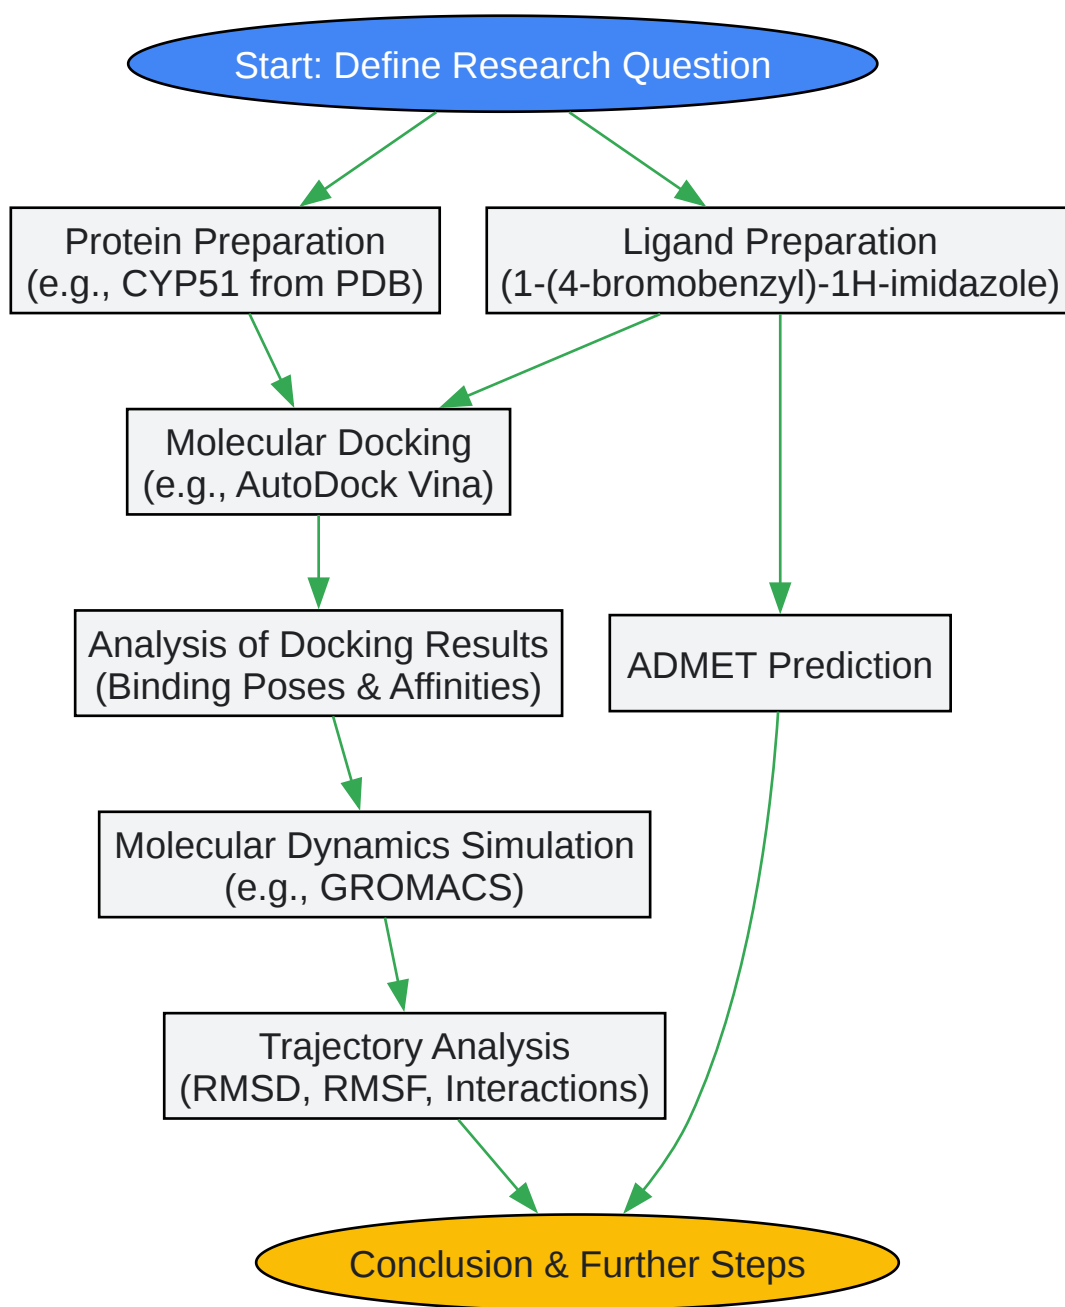 Start: Define Research Question
Protein Preparation
(e.g., CYP51 from PDB)
Ligand Preparation
(1-(4-bromobenzyl)-1H-imidazole)
Molecular Docking
(e.g., AutoDock Vina)
Analysis of Docking Results
(Binding Poses & Affinities)
ADMET Prediction
Molecular Dynamics Simulation
(e.g., GROMACS)
Trajectory Analysis
(RMSD, RMSF, Interactions)
Conclusion & Further Steps